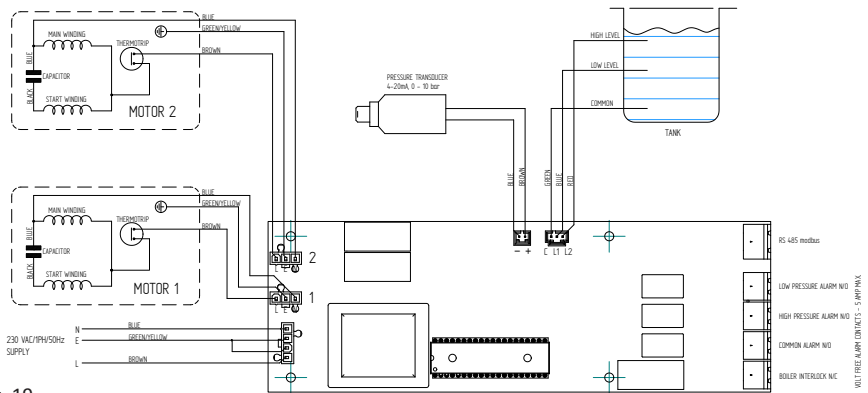 BLUE
GREEN/YELLOW
BROWN
MAIN WINDING
THERMOTRIP
BLUE
CAPACITOR
BLACK
START WINDING
MOTOR 2
PRESSURE TRANSDUCER
4-20mA, 0 - 10 bar
BLUE
BROWN
HIGH LEVEL
LOW LEVEL
COMMON
TANK
GREEN
BLUE
RED
BLUE
GREEN/YELLOW
BROWN
MAIN WINDING
THERMOTRIP
BLUE
CAPACITOR
BLACK
START WINDING
MOTOR 1
2
L E N
1
L E N
- +
C L1 L2
230 VAC/1PH/50Hz
SUPPLY
N
E
L
BLUE
GREEN/YELLOW
BROWN
RS 485 modbus
LOW PRESSURE ALARM N/O
HIGH PRESSURE ALARM N/O
COMMON ALARM N/O
BOILER INTERLOCK N/C
VOLT FREE ALARM CONTACTS - 5 AMP MAX